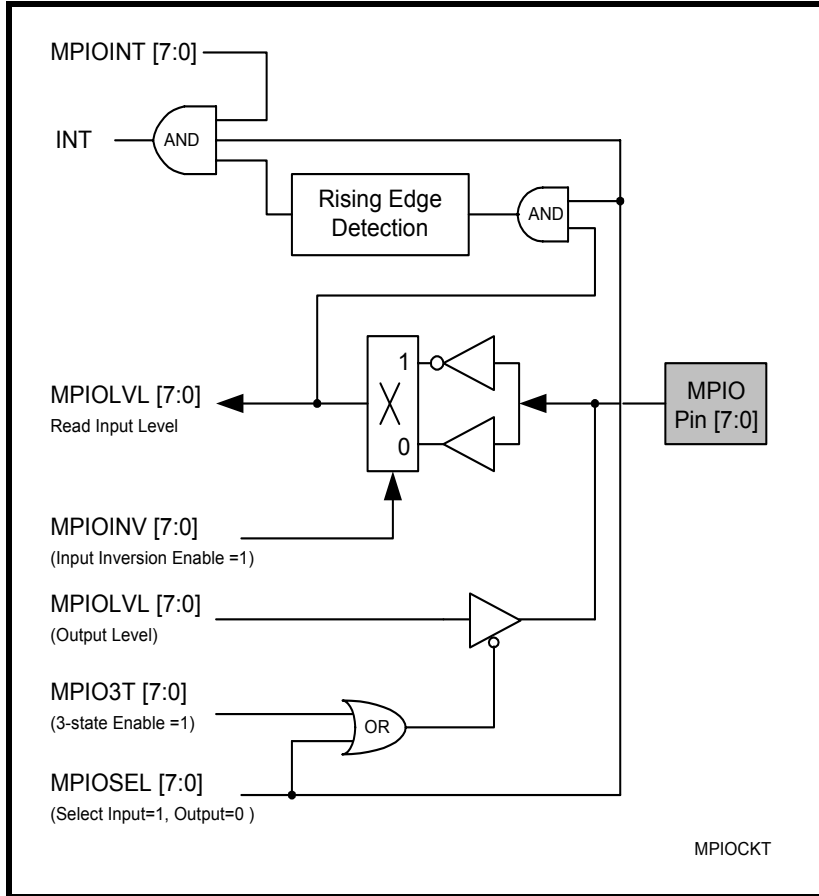 MPIOINT [7:0]
INT
AND
Rising Edge
Detection
AND
MPIOLVL [7:0]
Read Input Level
1
0
MPIO
Pin [7:0]
MPIOINV [7:0]
(Input Inversion Enable =1)
MPIOLVL [7:0]
(Output Level)
MPIO3T [7:0]
(3-state Enable =1)
OR
MPIOSEL [7:0]
(Select Input=1, Output=0 )
MPIOCKT